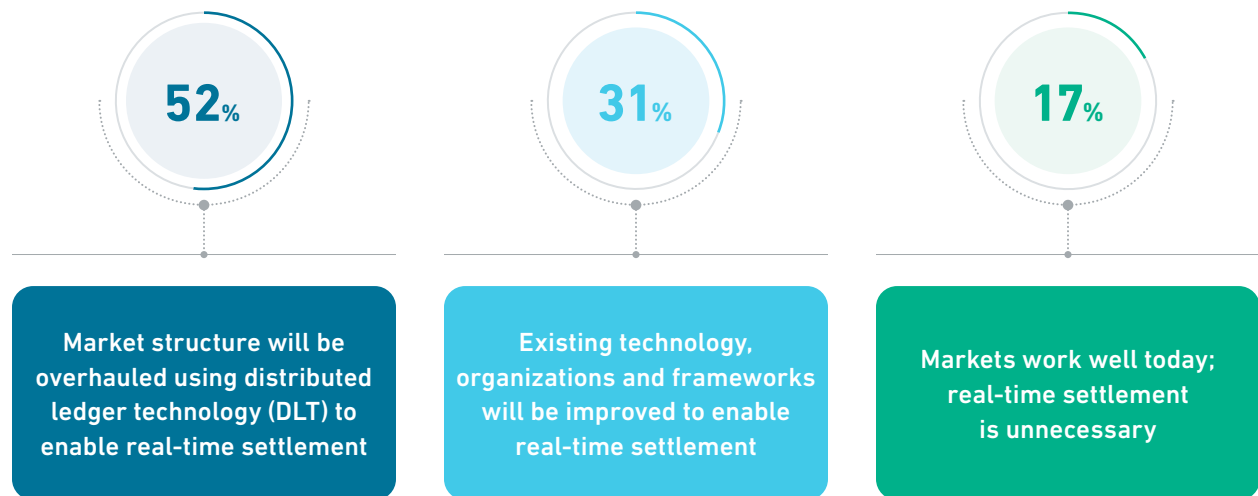 52%
31%
17%
Market structure will be
overhauled using distributed
ledger technology (DLT) to
enable real-time settlement
Existing technology,
organizations and frameworks
will be improved to enable
real-time settlement
Markets work well today;
real-time settlement
is unnecessary